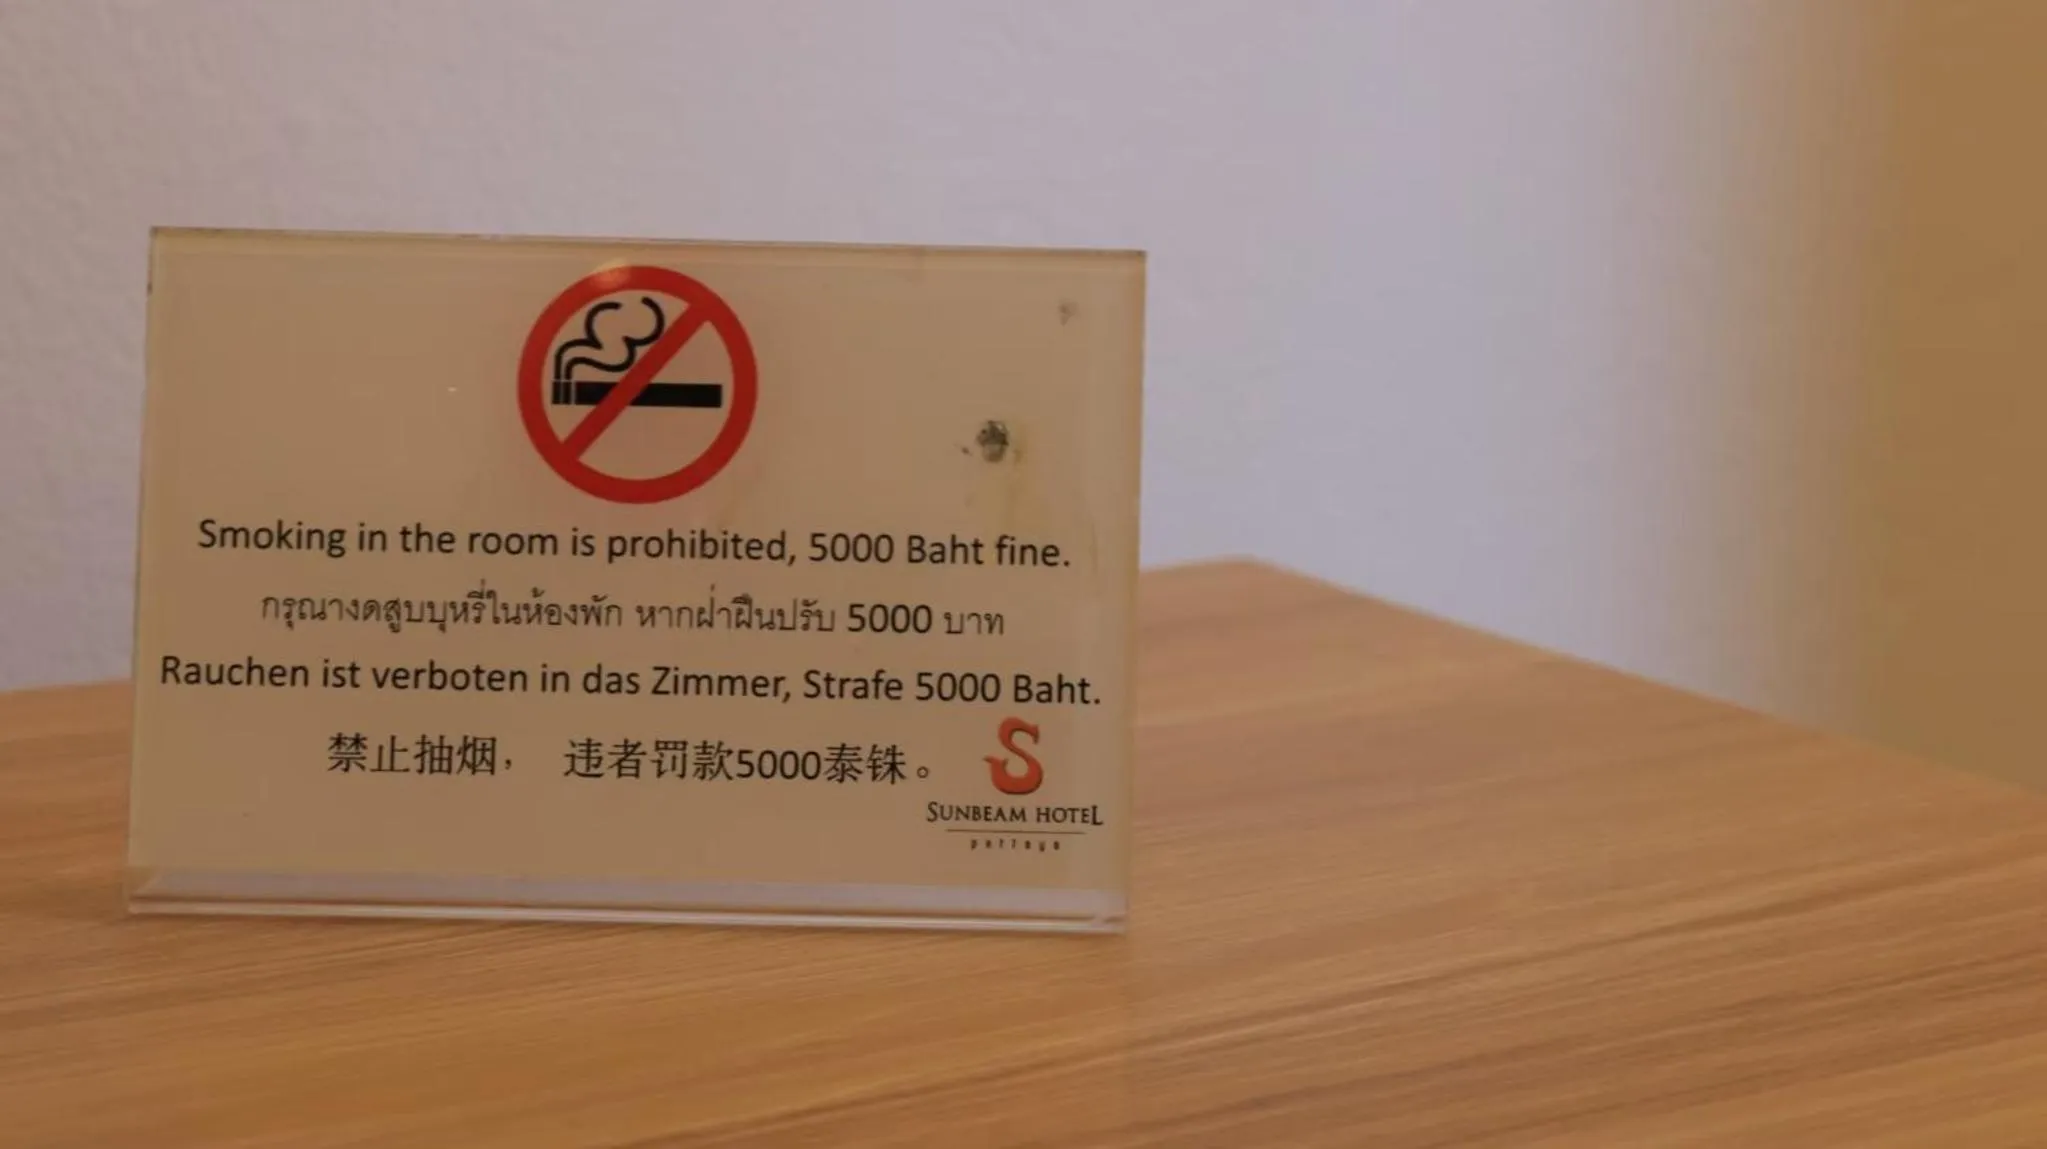 Smoking in the room is prohibited, 5000 Baht fine.
กรุณางดสูบบุหรี่ในห้องพัก หากฝ่าฝืนปรับ 5000 บาท
Rauchen ist verboten in das Zimmer, Strafe 5000 Baht.
禁止抽烟， 违者罚款5000泰铢。
S
SUNBEAM HOTEL
pattaya